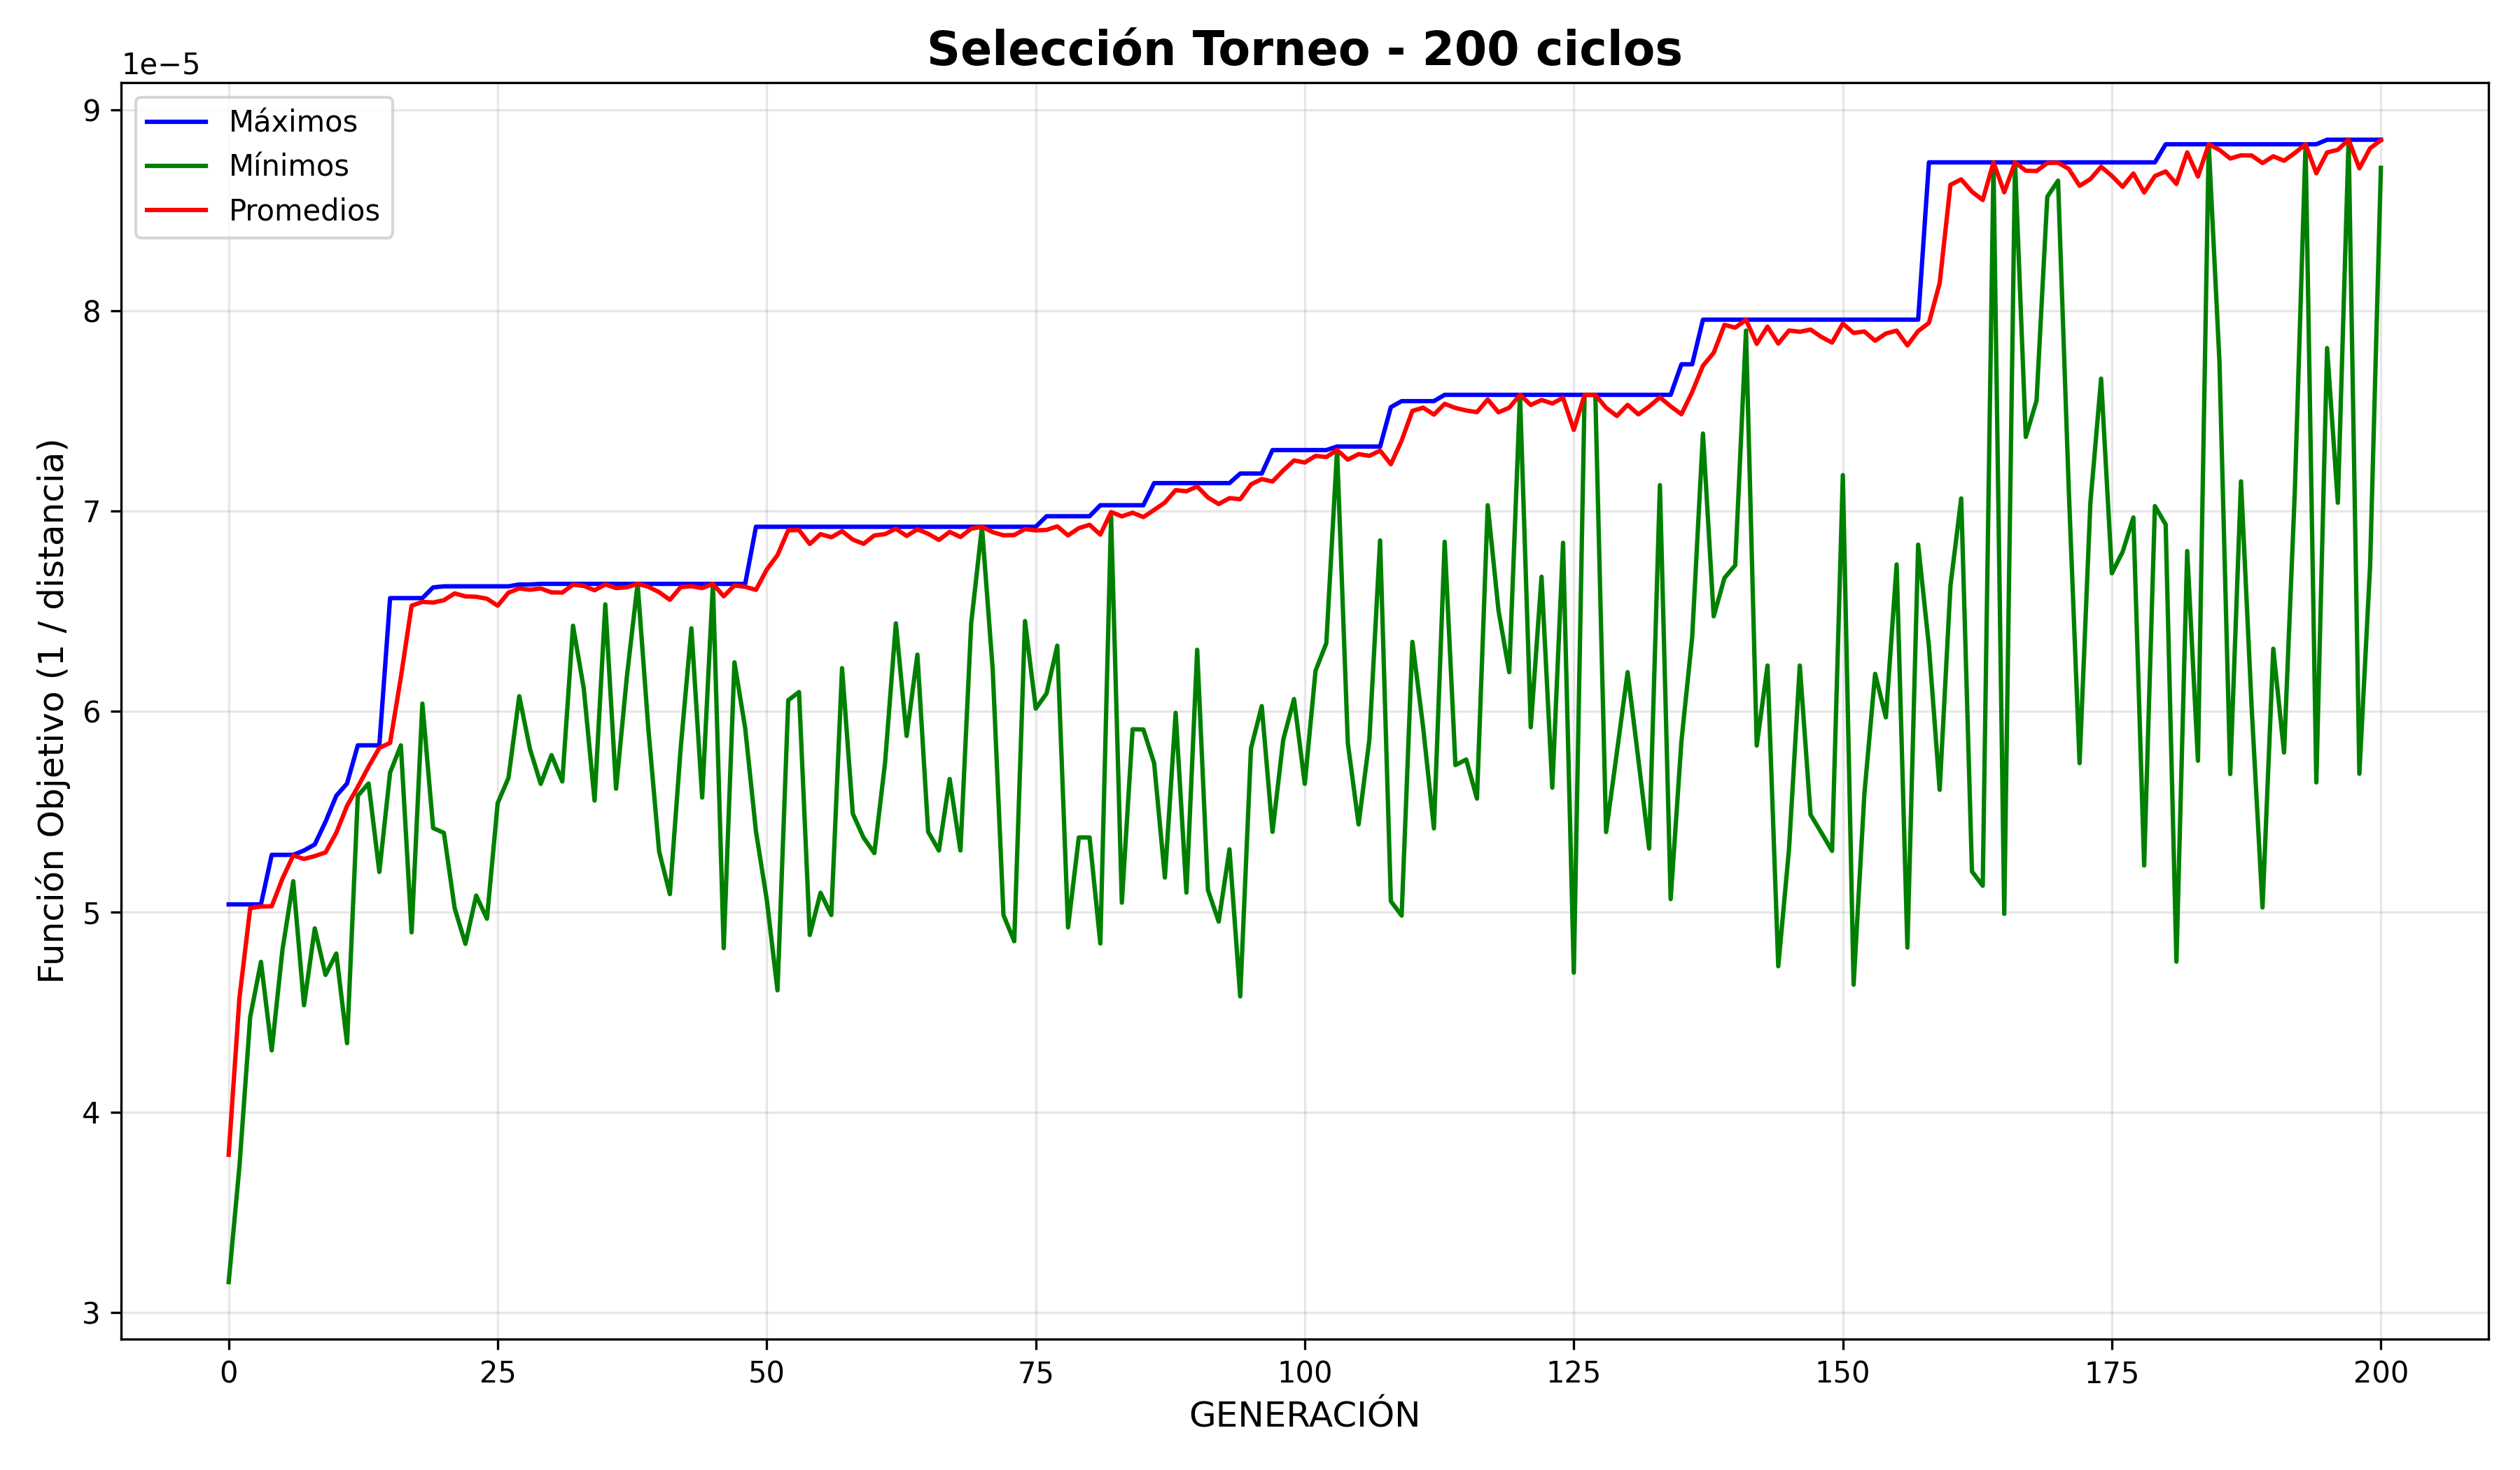 Selección Torneo - 200 ciclos
1e−5
Máximos
Mínimos
Promedios
9
8
7
6
5
4
3
Función Objetivo (1 / distancia)
0 25 50 75 100 125 150 175 200
GENERACIÓN